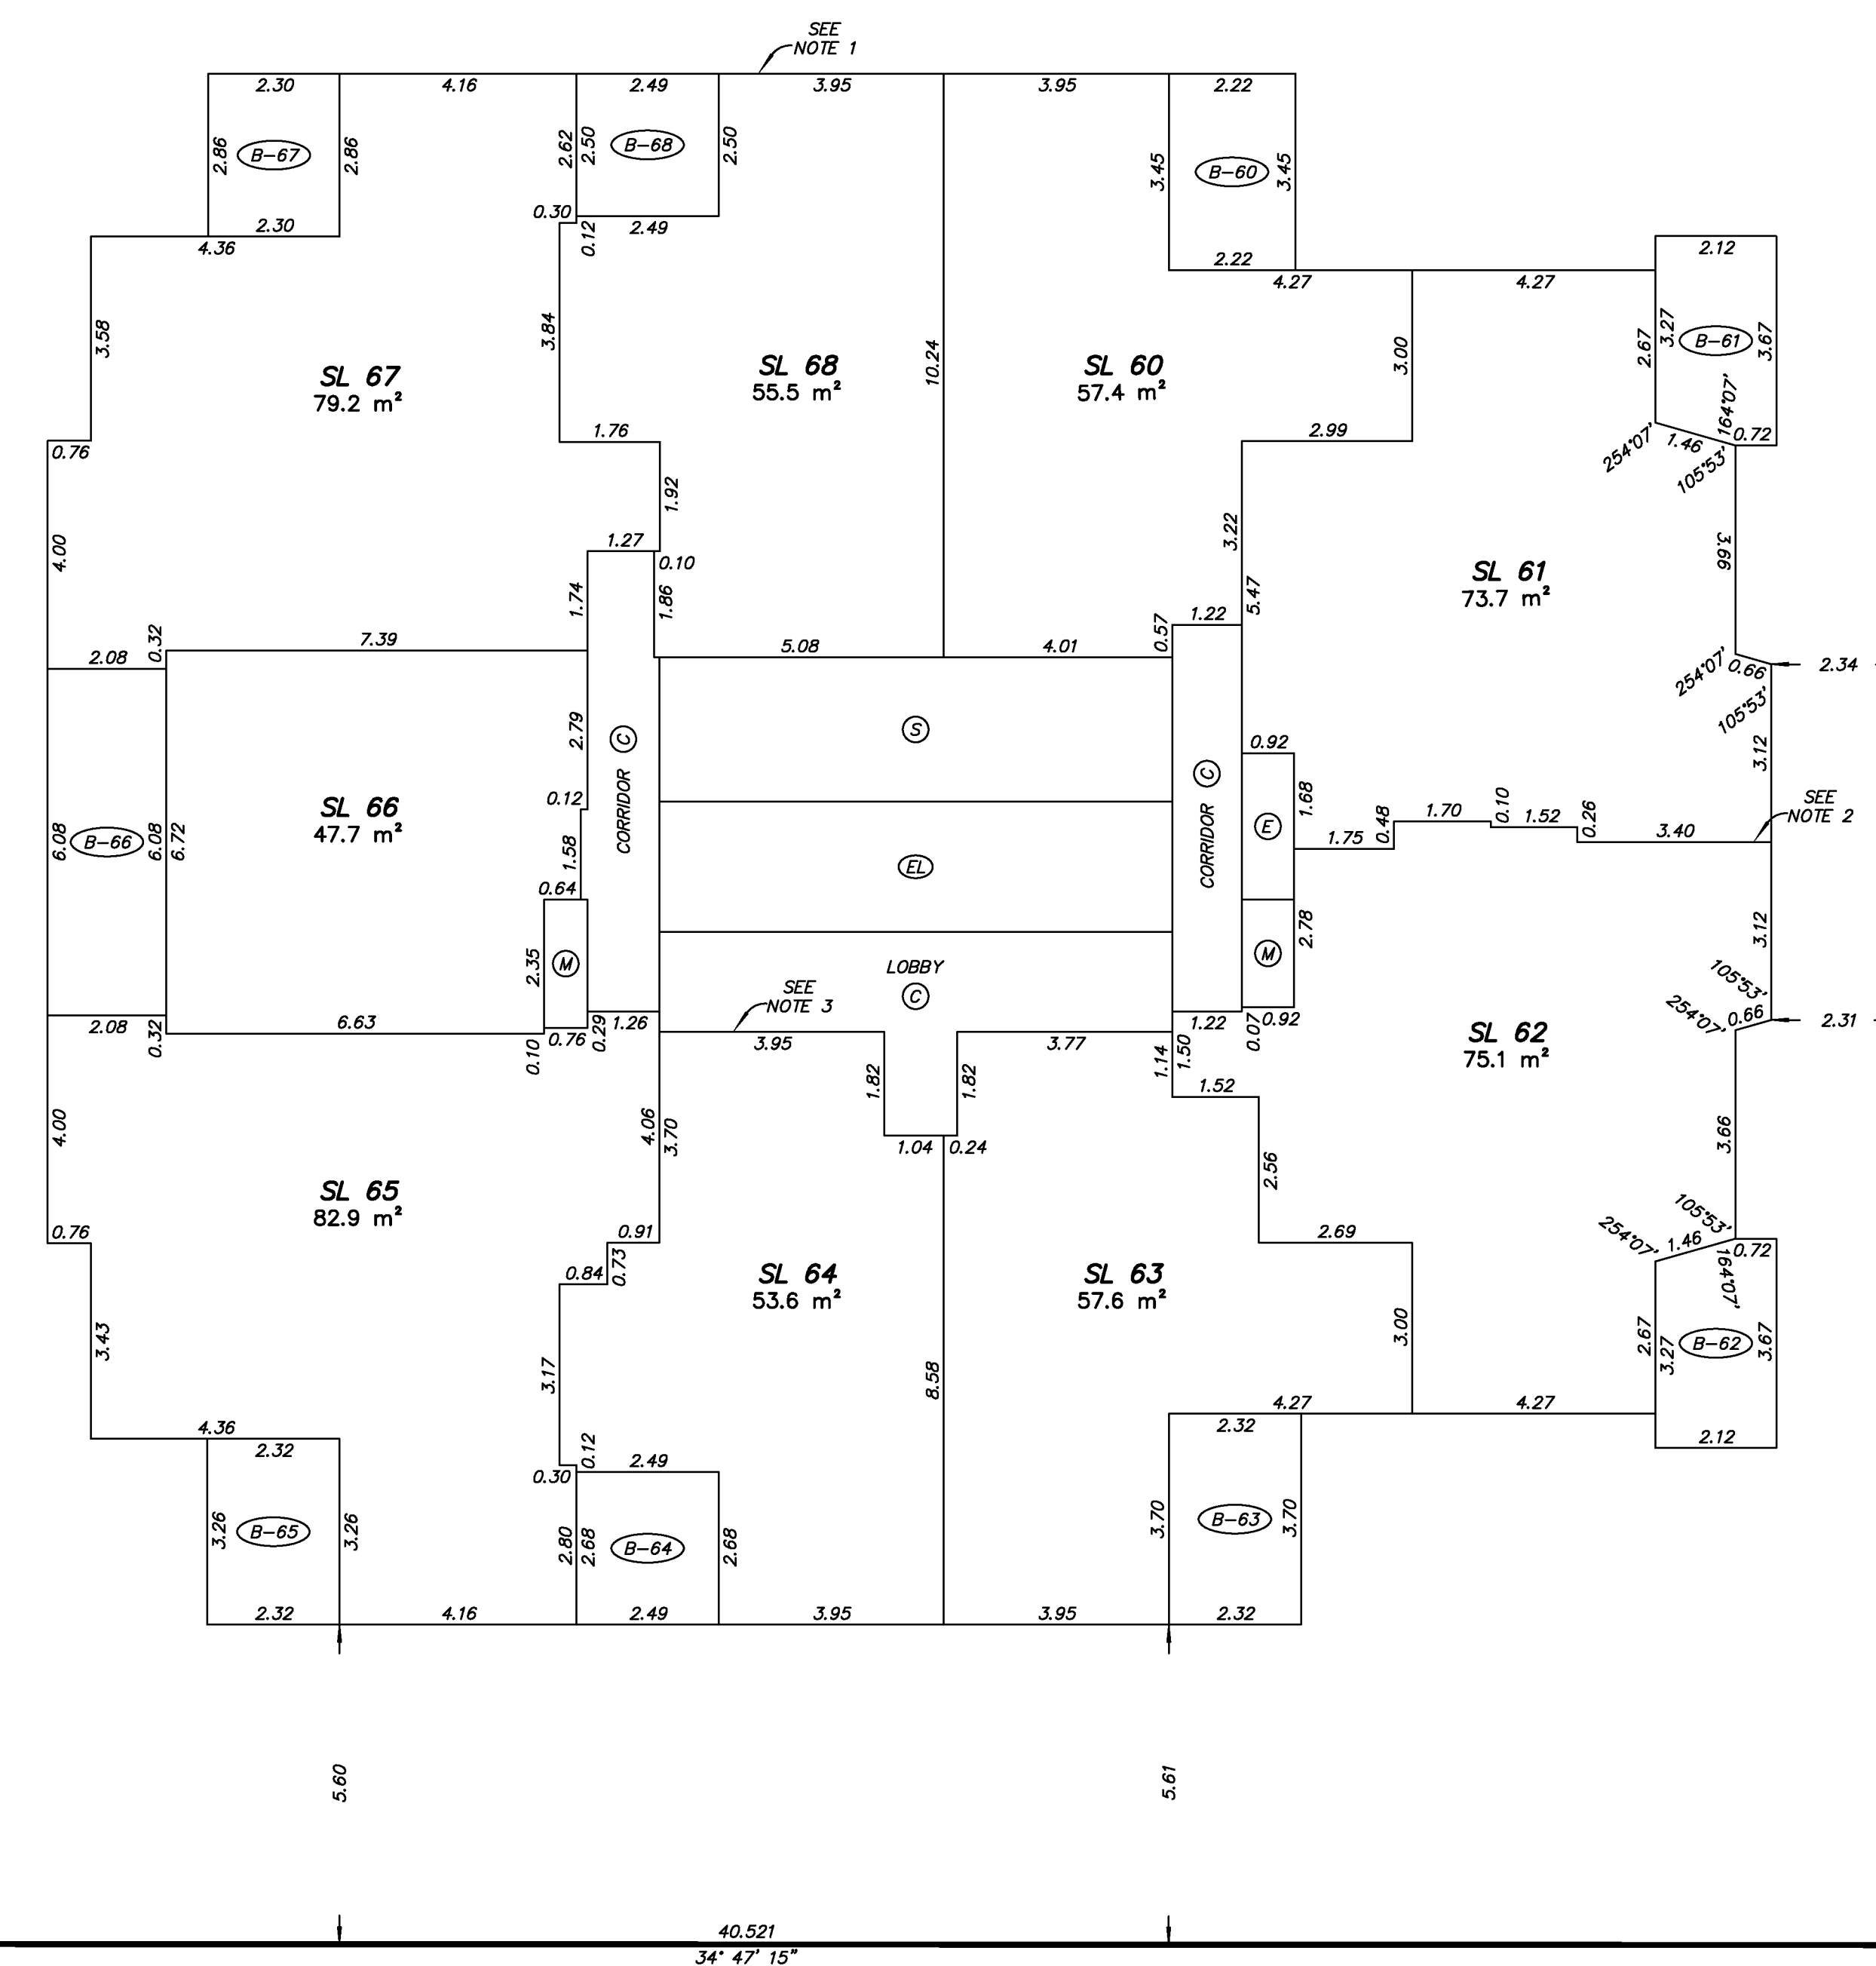 SEE
NOTE 1
2.30 4.16 2.49 3.95 3.95 2.22
2.86 B-67 2.86 2.62 2.50 B-68 2.50 3.45 B-60 3.45
0.30 0.12 2.49
2.30
4.36
2.12
2.22
4.27 4.27
3.58 3.84 10.24 3.00 2.67 3.27 B-61 3.67
SL 67
79.2 m²
SL 68
55.5 m²
SL 60
57.4 m²
164°07'
0.76 1.76 2.99 254°07' 1.46 0.72
105°53'
1.92
4.00 1.27 0.10 3.22 3.66
SL 61
73.7 m²
1.74 1.86 5.47
1.22
2.08 0.32 7.39 5.08 4.01 0.57
254°07' 0.66 2.34
105°53'
2.79 C S 0.92 3.12
0.12 CORRIDOR C 1.68 0.48 1.70 0.10 1.52 0.26 3.40
SEE
NOTE 2
6.08 B-66 6.08 6.72
SL 66
47.7 m²
1.58 EL CORRIDOR E 1.75
0.64
2.35 M LOBBY
C
M 2.78 3.12
105°53'
SEE
NOTE 3
2.08 0.32 6.63 0.10 0.76 0.29 1.26 3.95 3.77 1.22 0.07 0.92
254°07' 0.66 2.31
SL 62
75.1 m²
1.82 1.82 1.14 1.50
1.52
4.00 4.06 3.70 1.04 0.24 2.56 3.66
SL 65
82.9 m²
105°53'
0.76 0.91 2.69 254°07' 1.46 0.72
0.84 0.73 164°07'
SL 64
53.6 m²
SL 63
57.6 m²
3.43 3.17 8.58 3.00 2.67 3.27 B-62 3.67
4.36 4.27 4.27
2.32 2.32
2.12
0.30 0.12 2.49
3.26 B-65 3.26 2.80 2.68 B-64 2.68 3.70 B-63 3.70
2.32 4.16 2.49 3.95 3.95 2.32
5.60 5.61
40.521
34° 47' 15"